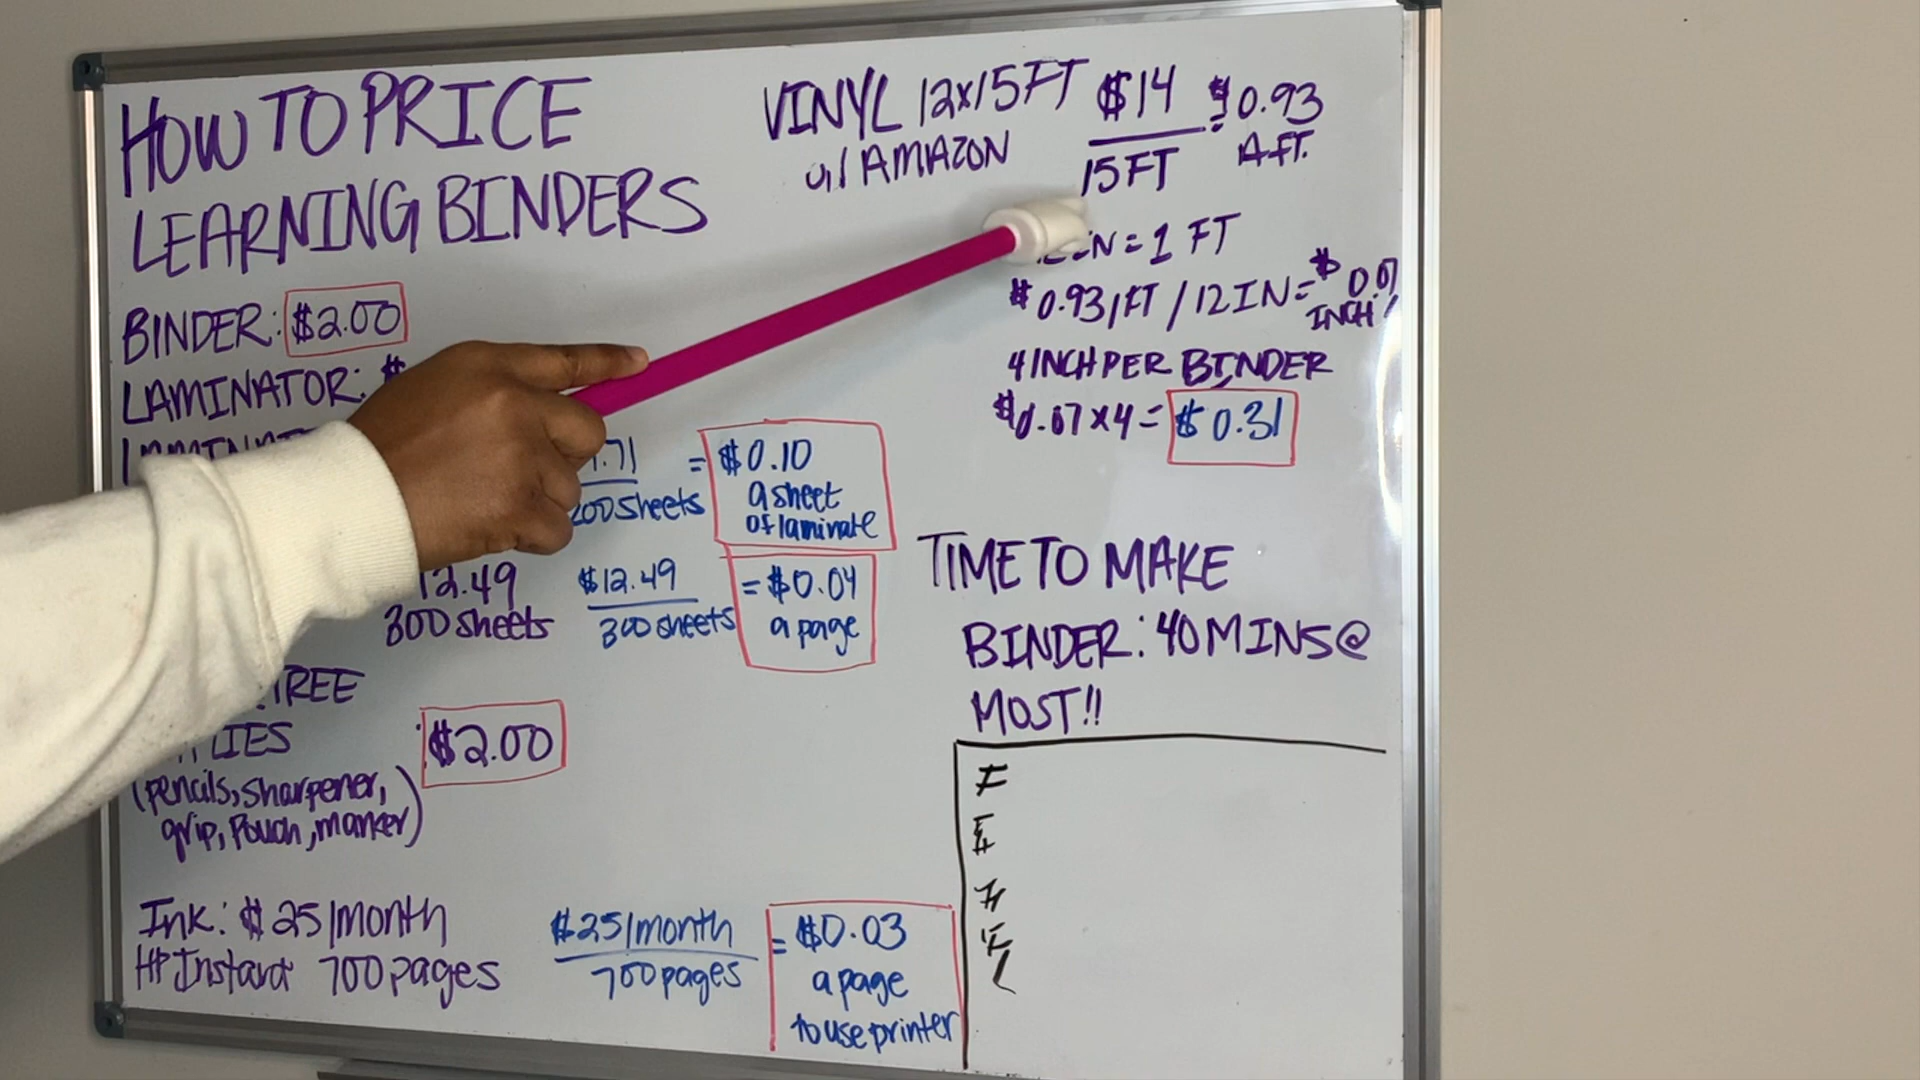 HOW TO PRICE
LEARNING BINDERS
BINDER: $2.00
LAMINATOR: $
= $0.10
200 sheets
a sheet
of laminate
12.49
300 sheets
$12.49
300 sheets
= $0.04
a page
TREE
: $2.00
(pencils, sharpener,
grip, pouch, marker)
Ink: $25/month
HP Instant 700 pages
$25/month
700 pages
= $0.03
a page
to use printer
VINYL 12x15FT
w/ AMAZON
$14
15 FT
= $0.93
A FT.
IN = 1 FT
$0.93/FT / 12 IN = $0.07
INCH
4 INCH PER BINDER
$0.07 x 4 = $0.31
TIME TO MAKE
BINDER: 40 MINS @
MOST!!